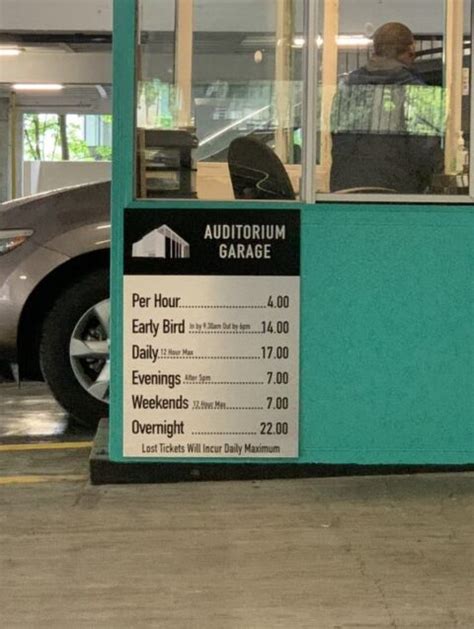 AUDITORIUM
GARAGE
Per Hour 4.00
Early Bird In by 9.30am Out by 6pm 14.00
Daily 12 Hour Max 17.00
Evenings After 5pm 7.00
Weekends 12 Hour Max 7.00
Overnight 22.00
Lost Tickets Will Incur Daily Maximum